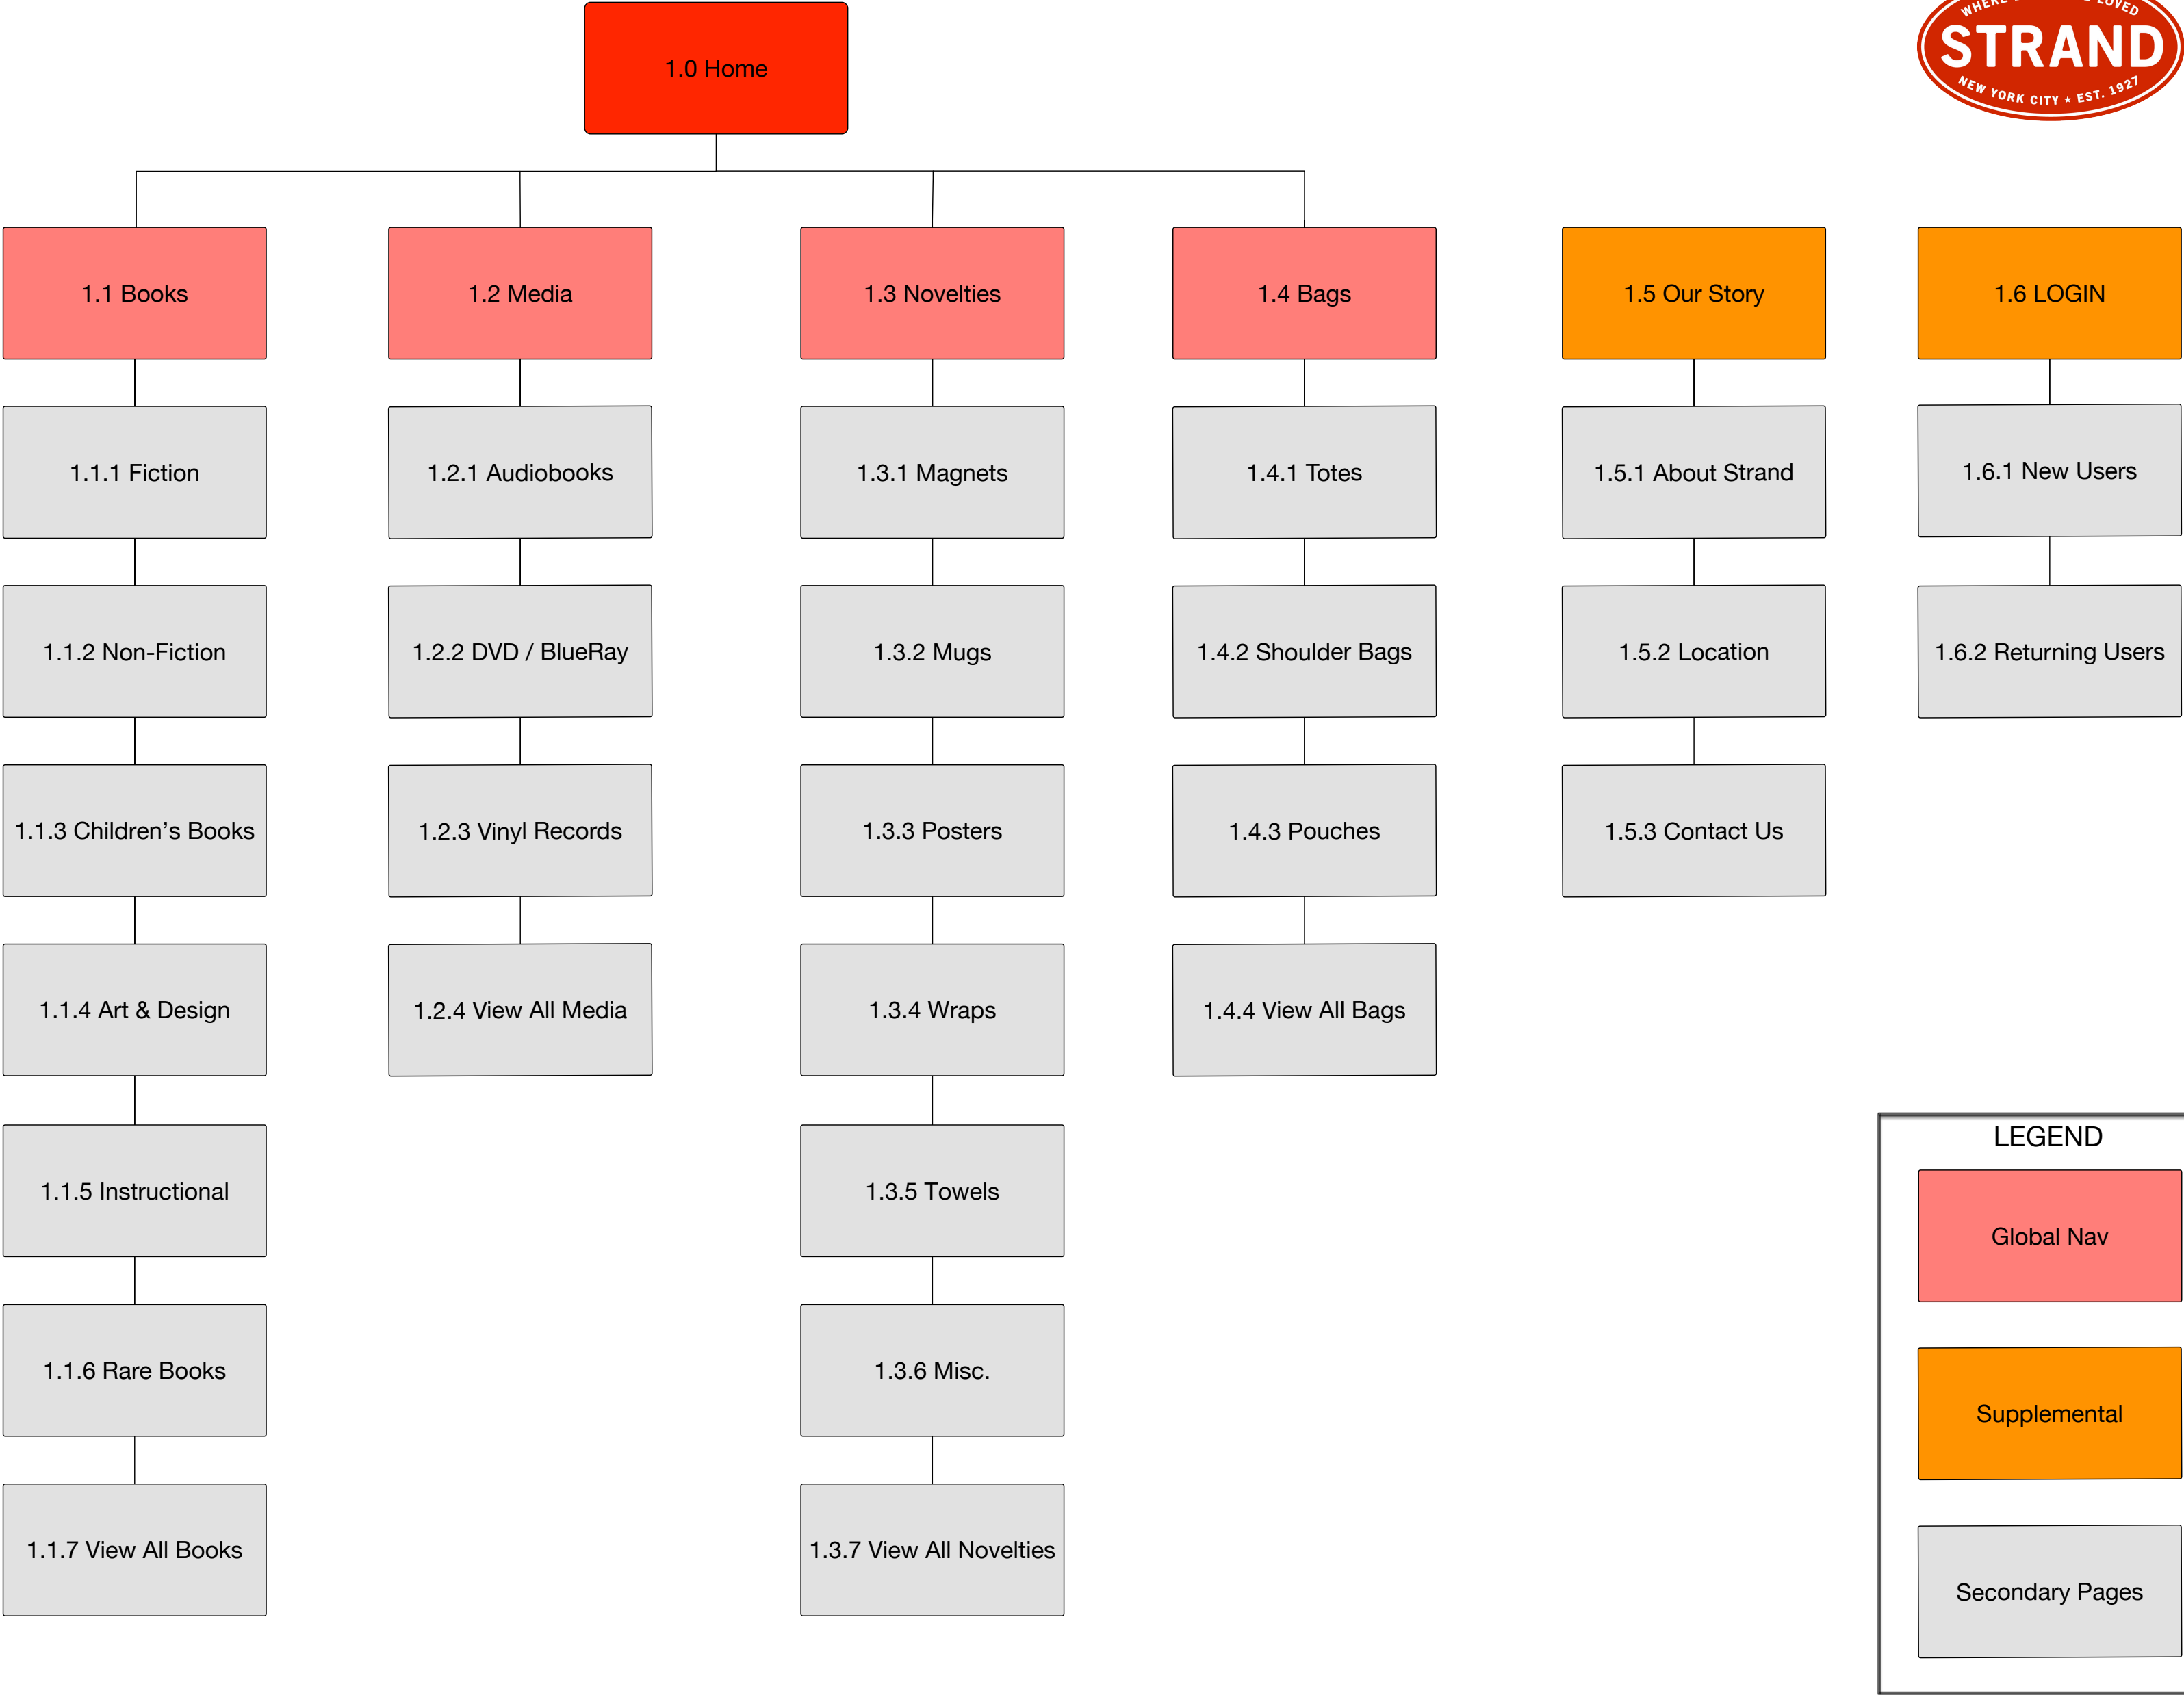 1.0 Home
WHERE LOVED
STRAND
NEW YORK CITY ★ EST. 1927
1.1 Books
1.2 Media
1.3 Novelties
1.4 Bags
1.5 Our Story
1.6 LOGIN
1.1.1 Fiction
1.2.1 Audiobooks
1.3.1 Magnets
1.4.1 Totes
1.5.1 About Strand
1.6.1 New Users
1.1.2 Non-Fiction
1.2.2 DVD / BlueRay
1.3.2 Mugs
1.4.2 Shoulder Bags
1.5.2 Location
1.6.2 Returning Users
1.1.3 Children’s Books
1.2.3 Vinyl Records
1.3.3 Posters
1.4.3 Pouches
1.5.3 Contact Us
1.1.4 Art & Design
1.2.4 View All Media
1.3.4 Wraps
1.4.4 View All Bags
1.1.5 Instructional
1.3.5 Towels
1.1.6 Rare Books
1.3.6 Misc.
1.1.7 View All Books
1.3.7 View All Novelties
LEGEND
Global Nav
Supplemental
Secondary Pages